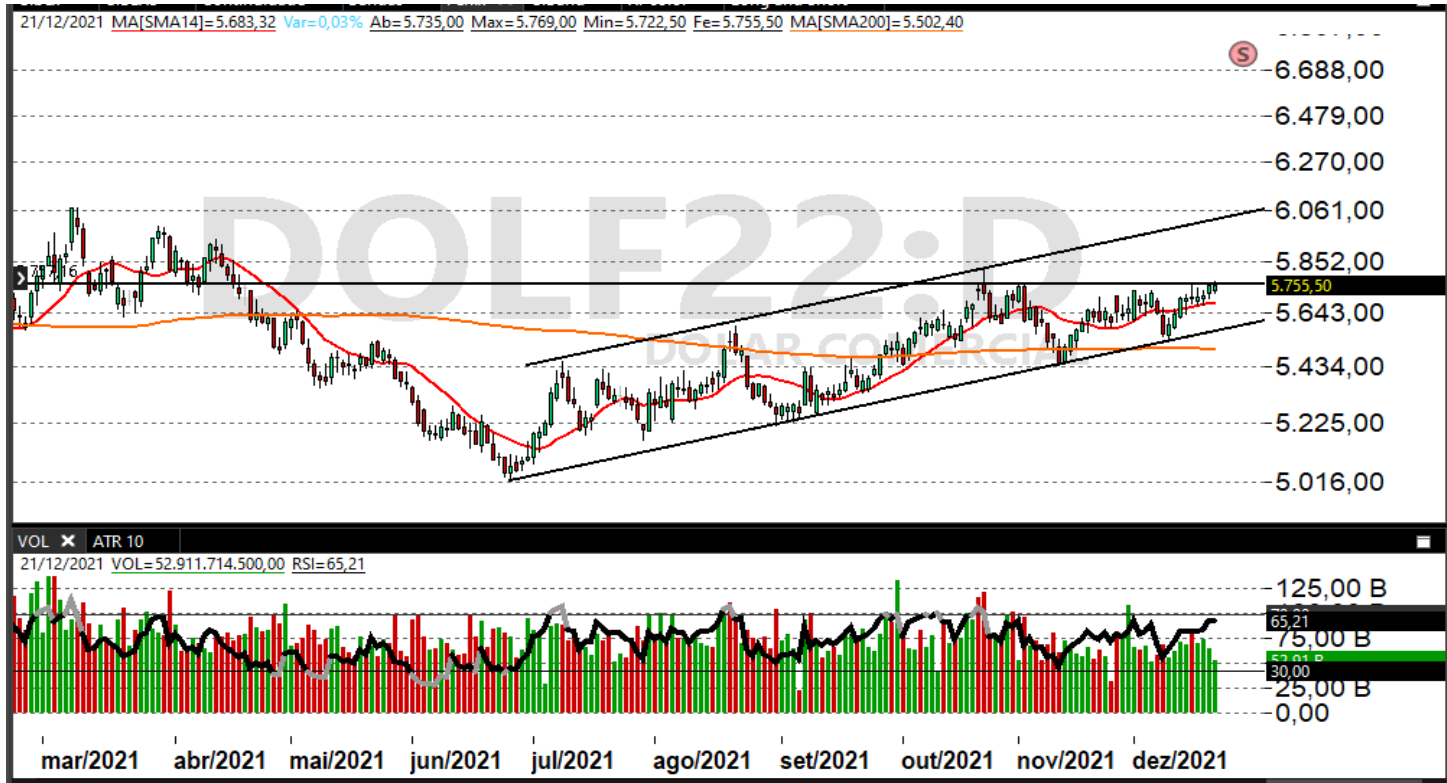 21/12/2021 MA[SMA14]=5.683,32 Var=0,03% Ab=5.735,00 Max=5.769,00 Min=5.722,50 Fe=5.755,50 MA[SMA200]=5.502,40
S
6.688,00
6.479,00
6.270,00
6.061,00
5.852,00
5.755,50
5.643,00
5.434,00
5.225,00
5.016,00
DOLF22:D
DOLAR COMERCIA
VOL ATR 10
21/12/2021 VOL=52.911.714.500,00 RSI=65,21
125,00 B
65,21
75,00 B
30,00
25,00 B
0,00
mar/2021 abr/2021 mai/2021 jun/2021 jul/2021 ago/2021 set/2021 out/2021 nov/2021 dez/2021